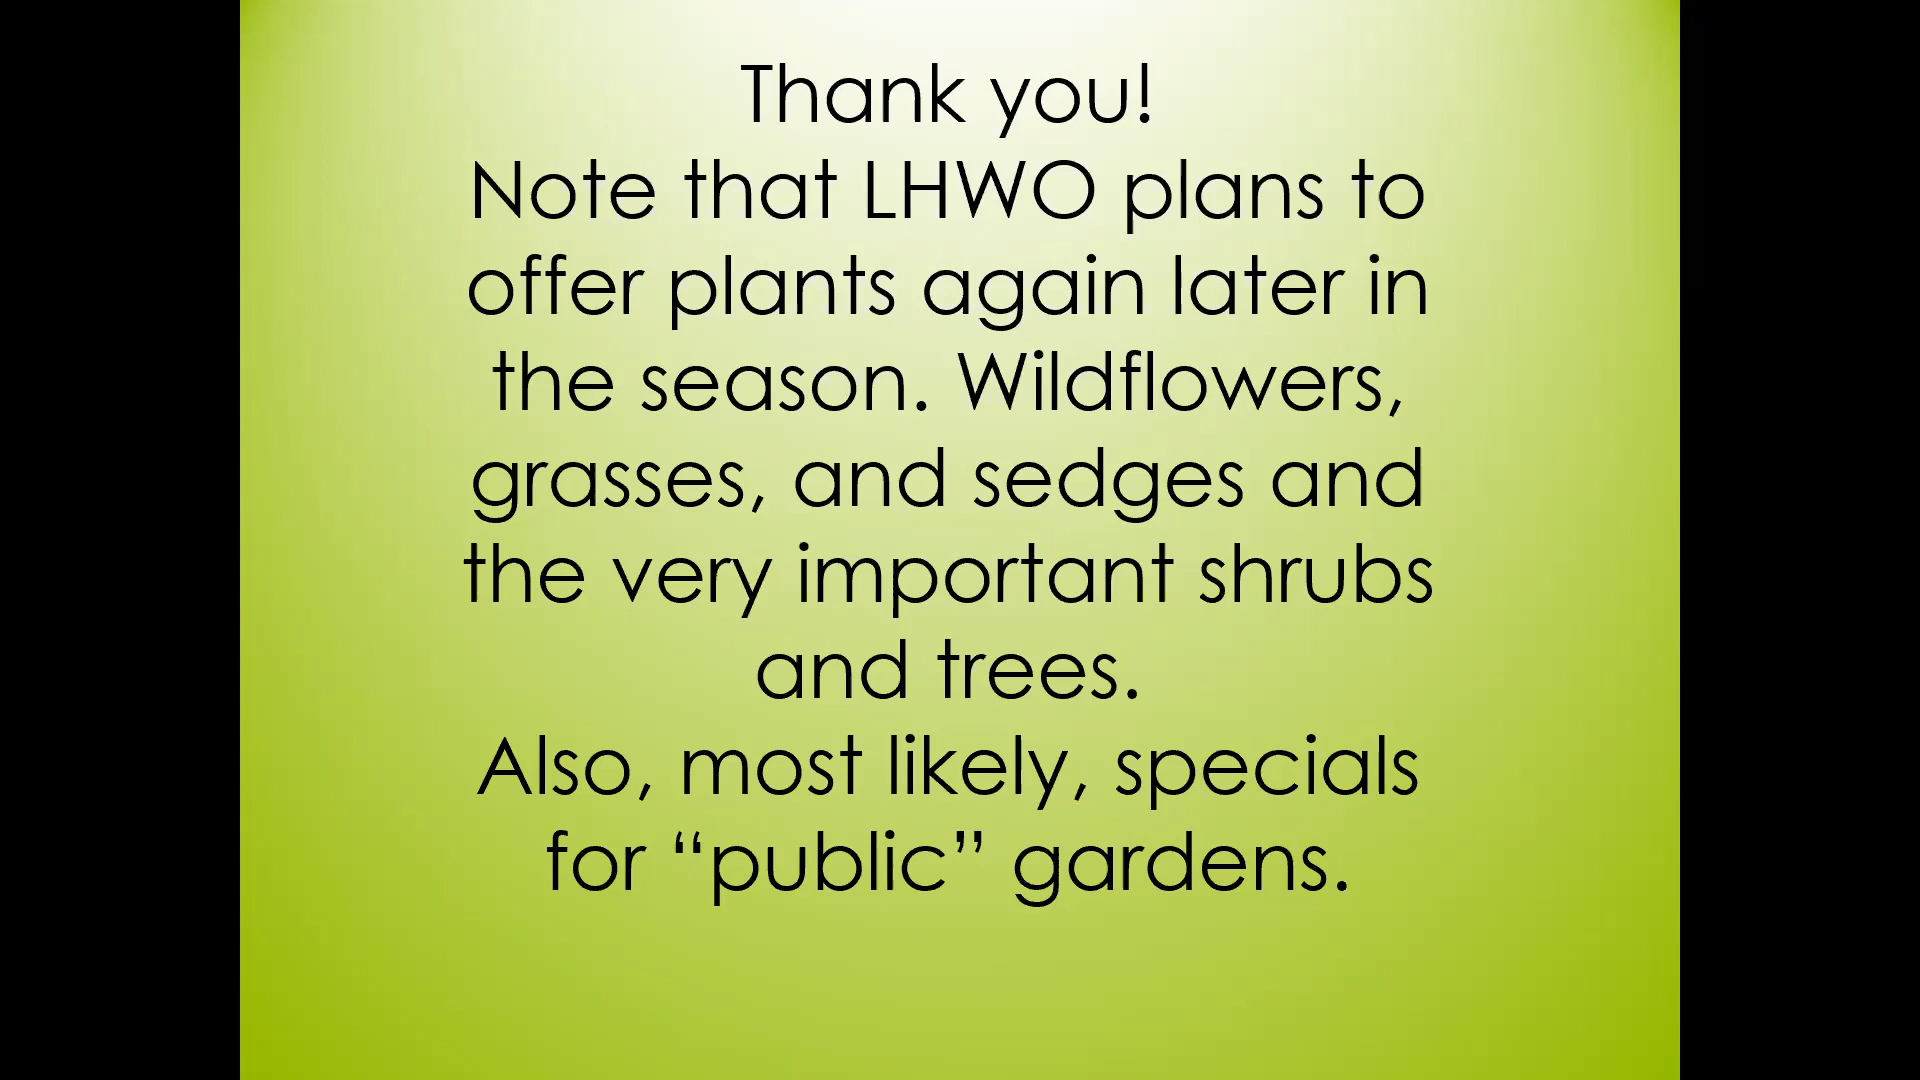 Thank you!
Note that LHWO plans to
offer plants again later in
the season. Wildflowers,
grasses, and sedges and
the very important shrubs
and trees.
Also, most likely, specials
for “public” gardens.